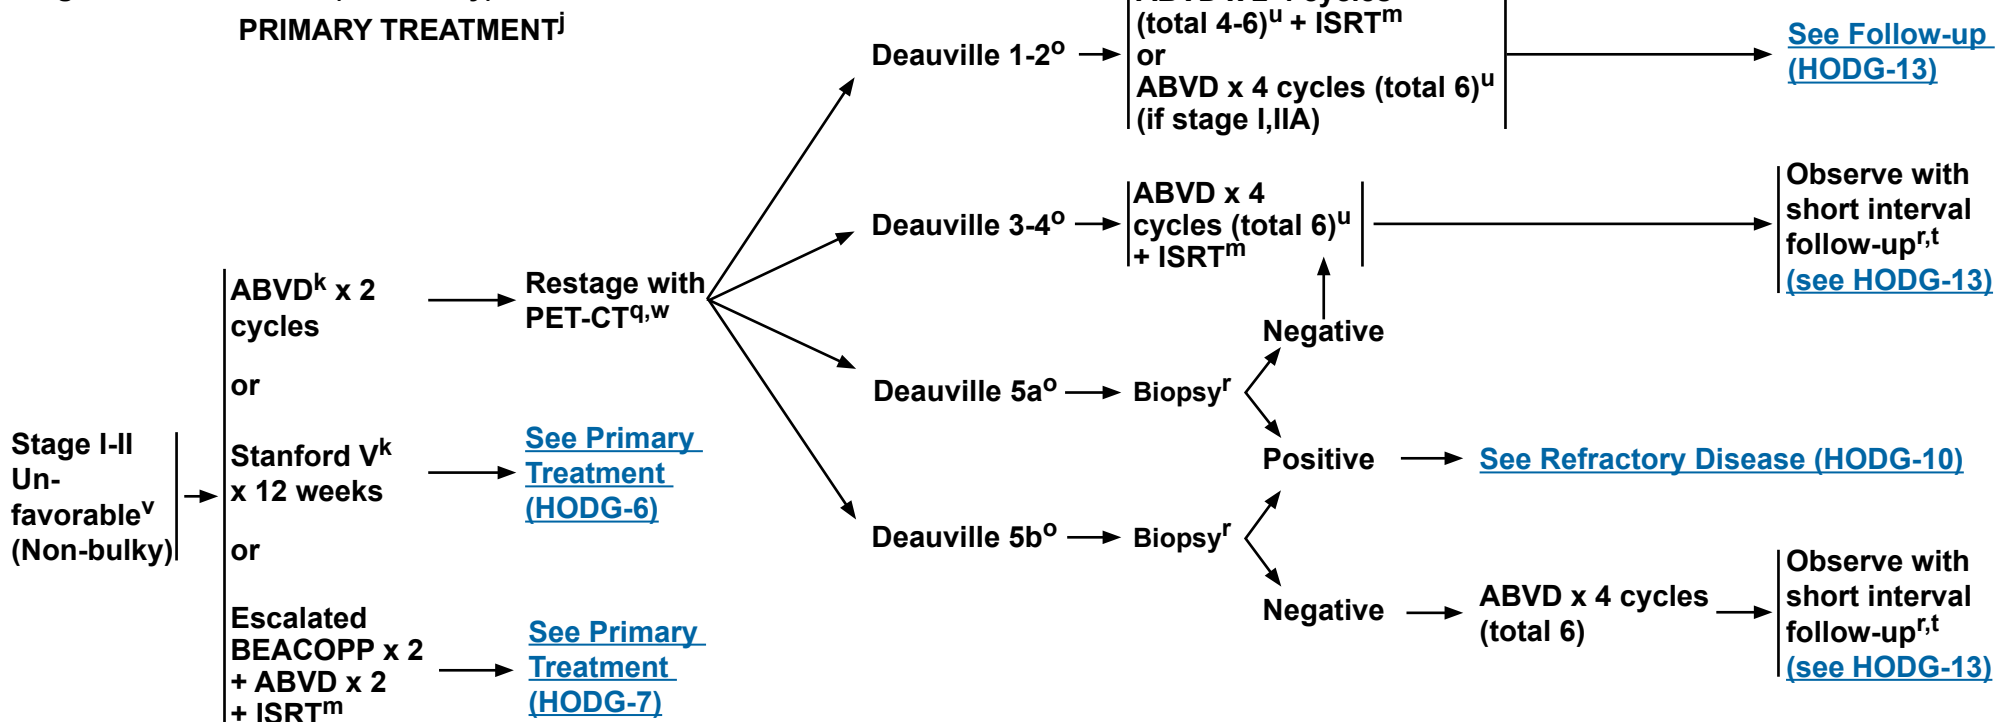 PRIMARY TREATMENTj
Deauville 1-2o
(total 4-6)u + ISRTm
or
ABVD x 4 cycles (total 6)u
(if stage I,IIA)
See Follow-up
(HODG-13)
Deauville 3-4o
ABVD x 4
cycles (total 6)u
+ ISRTm
Observe with
short interval
follow-upr,t
(see HODG-13)
Stage I-II
Un-
favorablev
(Non-bulky)
ABVDk x 2
cycles
or
Stanford Vk
x 12 weeks
or
Escalated
BEACOPP x 2
+ ABVD x 2
+ ISRTm
Restage with
PET-CTq,w
See Primary
Treatment
(HODG-6)
See Primary
Treatment
(HODG-7)
Deauville 5ao
Biopsyr
Negative
Positive
See Refractory Disease (HODG-10)
Deauville 5bo
Biopsyr
Negative
ABVD x 4 cycles
(total 6)
Observe with
short interval
follow-upr,t
(see HODG-13)